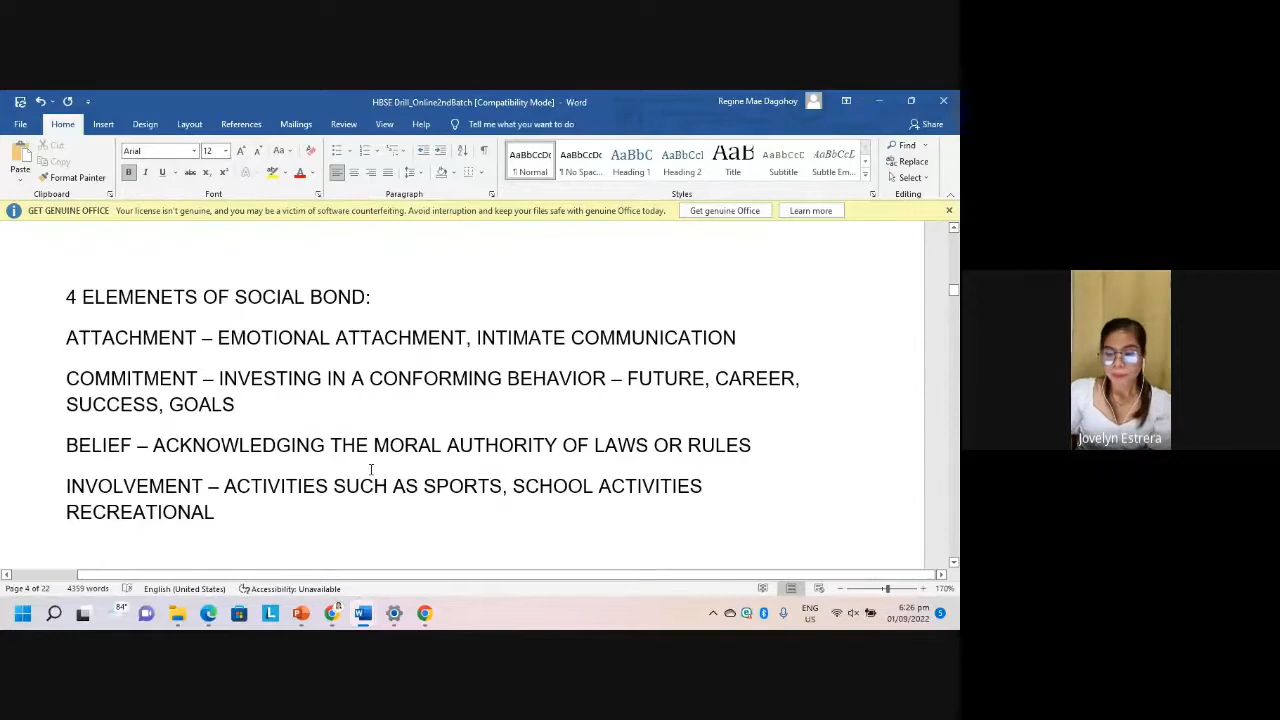 HBSE Drill_Online2ndBatch [Compatibility Mode] - Word
Regine Mae Dagohoy
File Home Insert Design Layout References Mailings Review View Help Tell me what you want to do Share
Paste
Cut
Copy
Format Painter
Clipboard
Arial 12
Font
Paragraph
AaBbCcDc AaBbCcDc AaBbC AaBbCcl AaB AaBbCcD AaBbCcD
¶ Normal ¶ No Spac... Heading 1 Heading 2 Title Subtitle Subtle Em...
Styles
Find
Replace
Select
Editing
GET GENUINE OFFICE Your license isn't genuine, and you may be a victim of software counterfeiting. Avoid interruption and keep your files safe with genuine Office today. Get genuine Office Learn more
4 ELEMENETS OF SOCIAL BOND:
ATTACHMENT – EMOTIONAL ATTACHMENT, INTIMATE COMMUNICATION
COMMITMENT – INVESTING IN A CONFORMING BEHAVIOR – FUTURE, CAREER,
SUCCESS, GOALS
BELIEF – ACKNOWLEDGING THE MORAL AUTHORITY OF LAWS OR RULES
INVOLVEMENT – ACTIVITIES SUCH AS SPORTS, SCHOOL ACTIVITIES
RECREATIONAL
Jovelyn Estrera
Page 4 of 22 4359 words English (United States) Accessibility: Unavailable 170%
84°
ENG
US
6:26 pm
01/09/2022
5